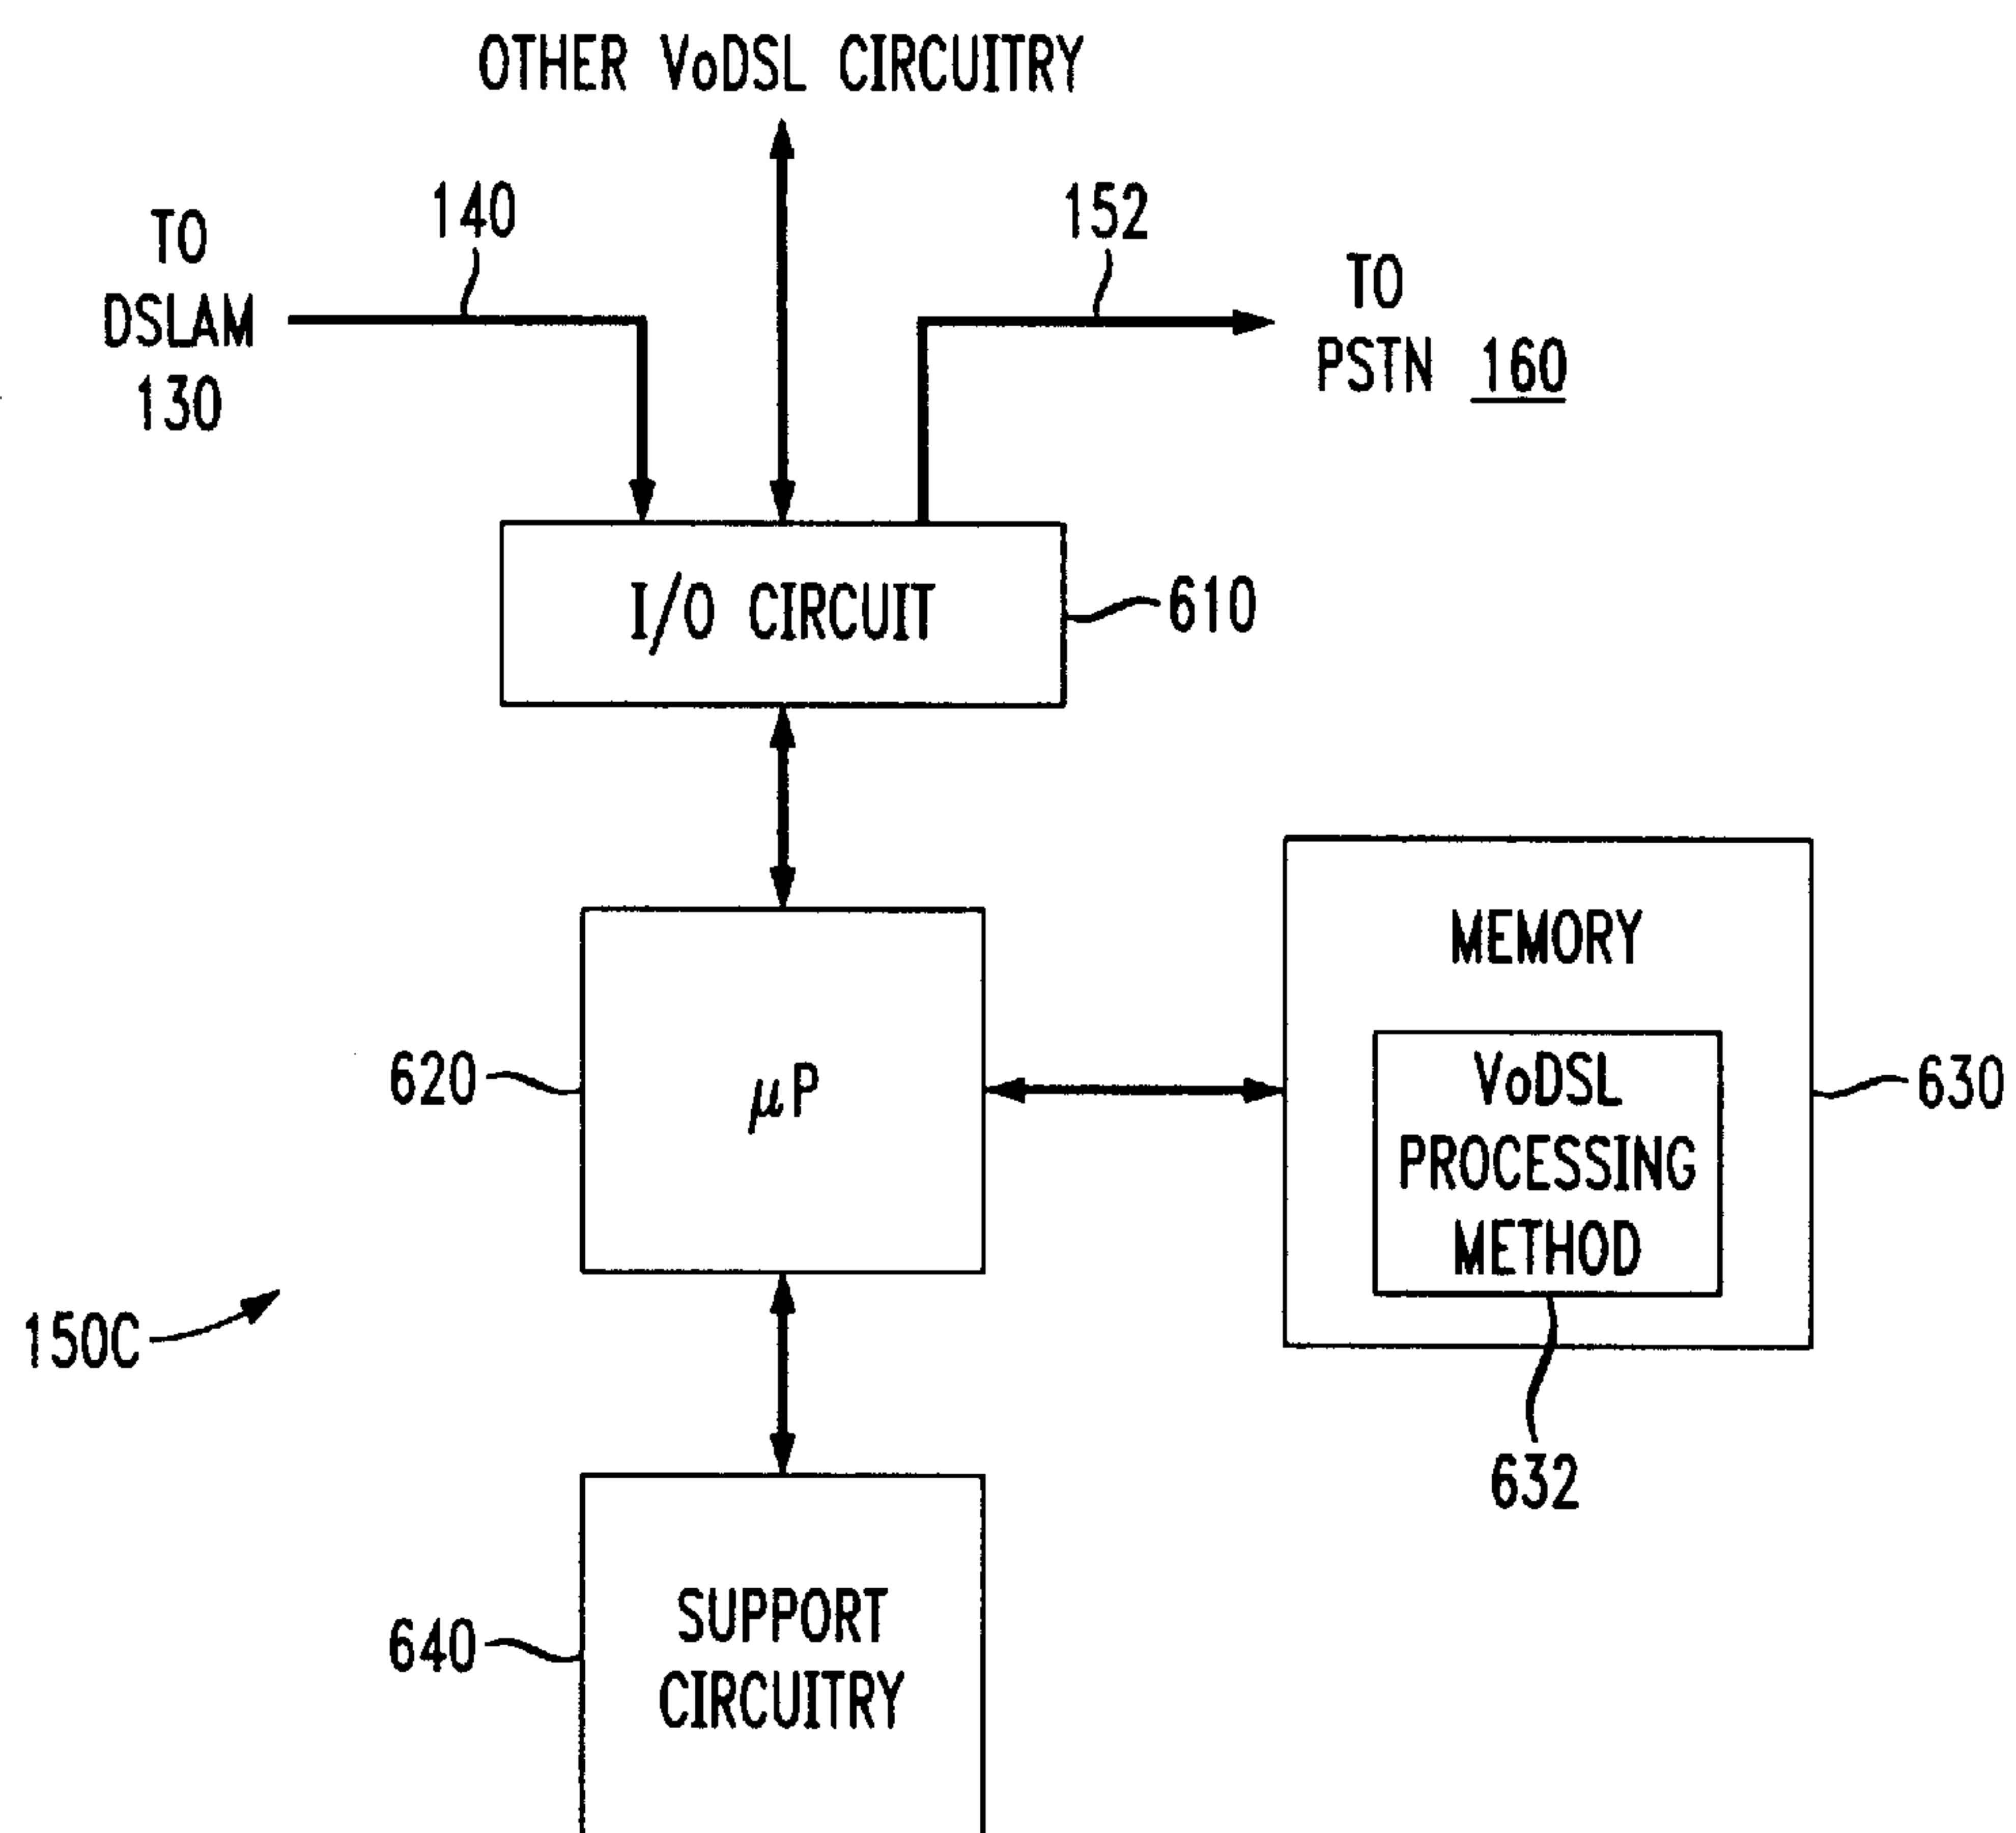 OTHER VoDSL CIRCUITRY
140
152
TO
DSLAM
130
TO
PSTN 160
I/O CIRCUIT
610
MEMORY
620
μP
VoDSL
PROCESSING
METHOD
630
150C
632
640
SUPPORT
CIRCUITRY